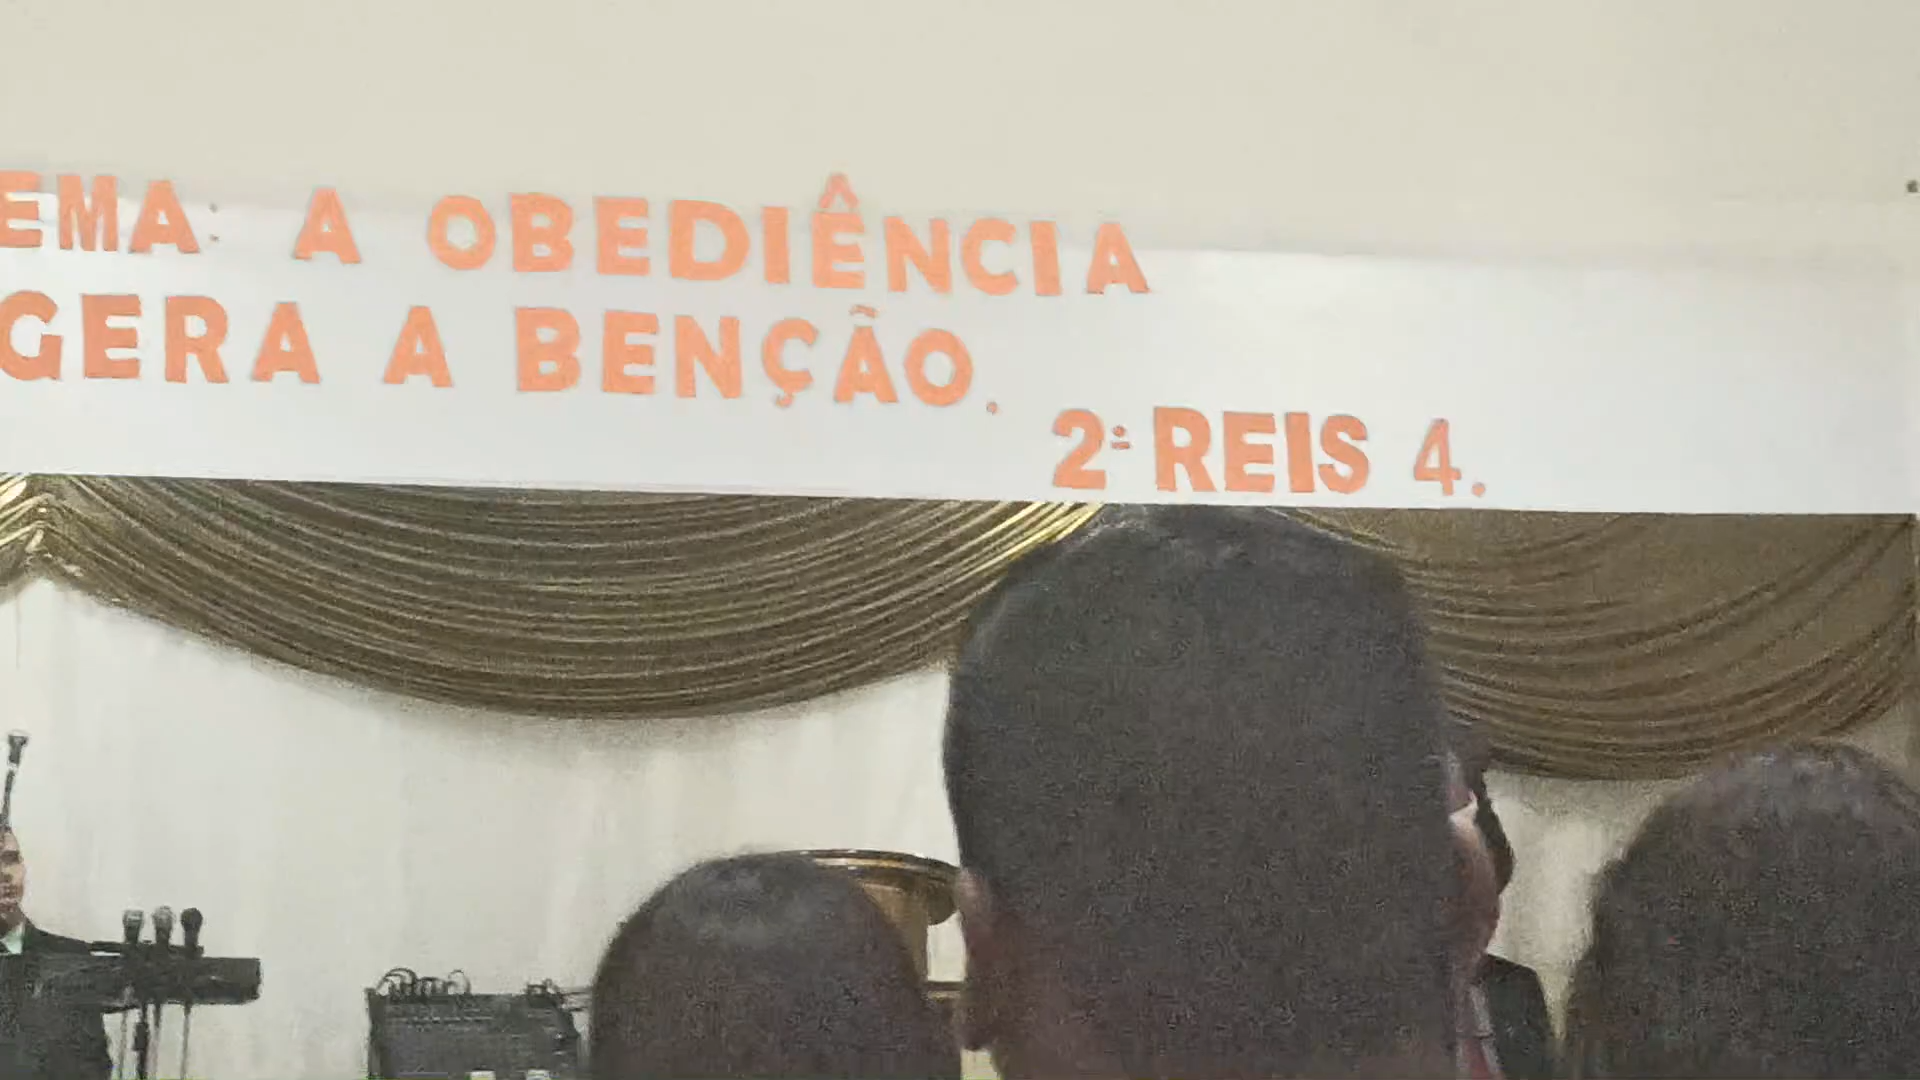 EMA: A OBEDIÊNCIA
GERA A BENÇÃO.
2º REIS 4.